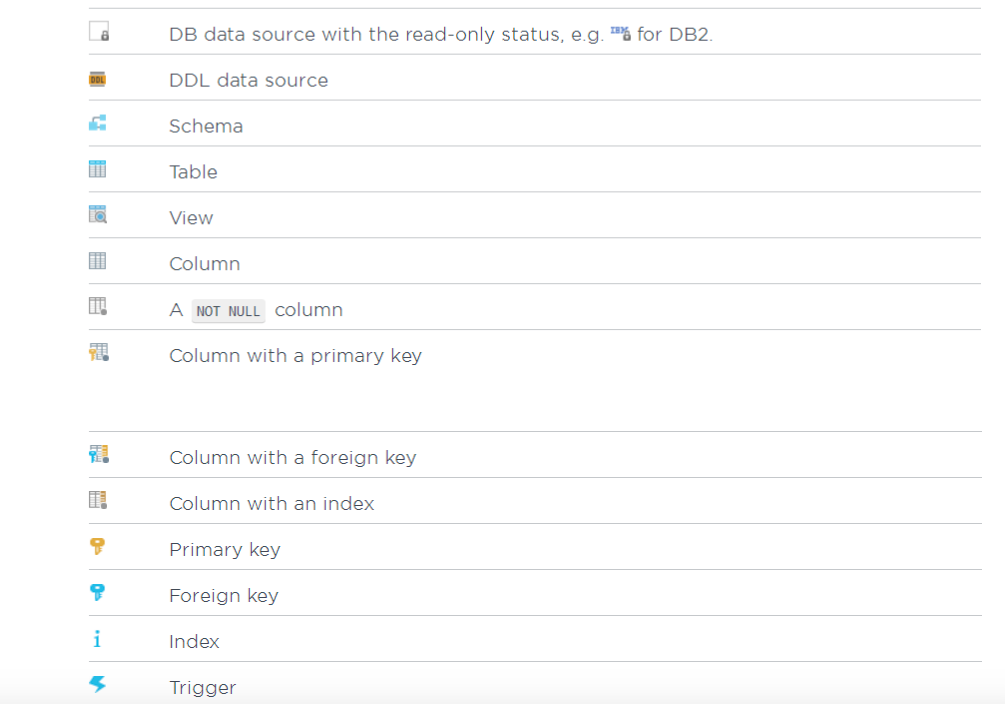 DB data source with the read-only status, e.g. IBM for DB2.
DDL DDL data source
Schema
Table
View
Column
A NOT NULL column
Column with a primary key
Column with a foreign key
Column with an index
Primary key
Foreign key
i Index
Trigger